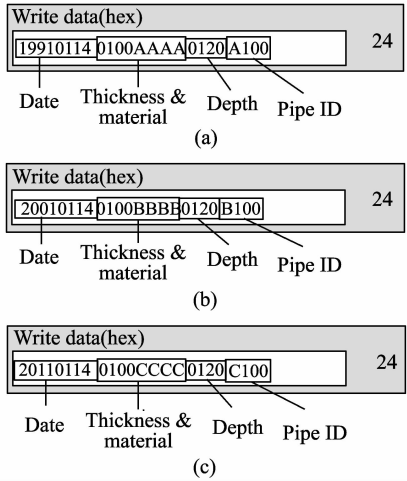 Write data(hex)
19910114 0100AAAA 0120 A100 24
Date Thickness & material Depth Pipe ID
(a)
Write data(hex)
20010114 0100BBBB 0120 B100 24
Date Thickness & material Depth Pipe ID
(b)
Write data(hex)
20110114 0100CCCC 0120 C100 24
Date Thickness & material Depth Pipe ID
(c)